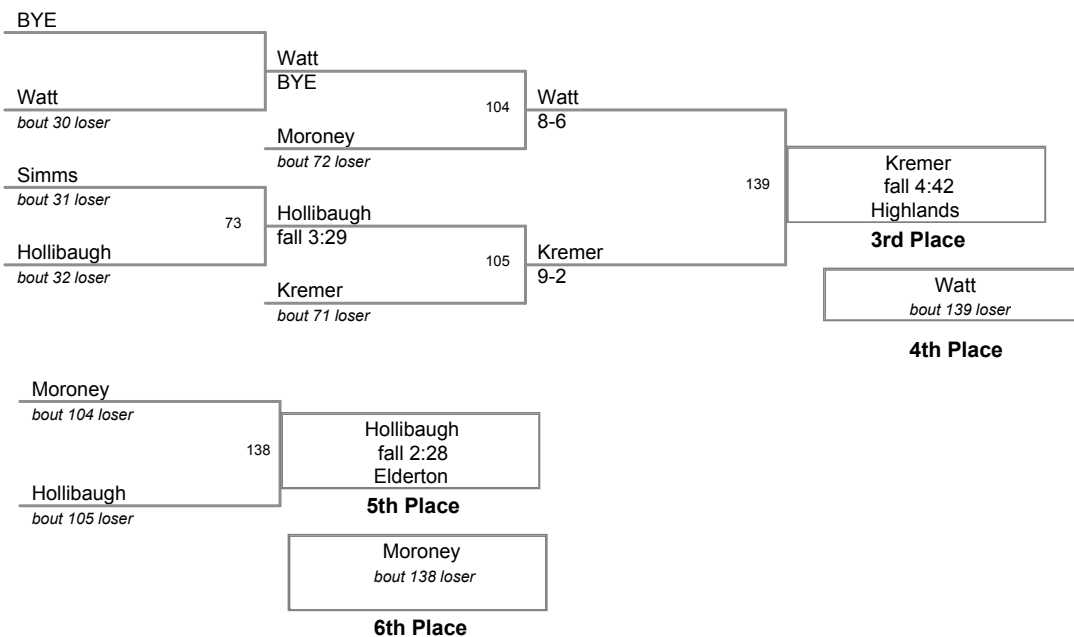 BYE
Watt
bout 30 loser
Simms
bout 31 loser
Hollibaugh
bout 32 loser
73
Watt
BYE
Moroney
bout 72 loser
Hollibaugh
fall 3:29
Kremer
bout 71 loser
104
105
Watt
8-6
Kremer
9-2
139
Kremer
fall 4:42
Highlands
3rd Place
Watt
bout 139 loser
4th Place
Moroney
bout 104 loser
Hollibaugh
bout 105 loser
138
Hollibaugh
fall 2:28
Elderton
5th Place
Moroney
bout 138 loser
6th Place